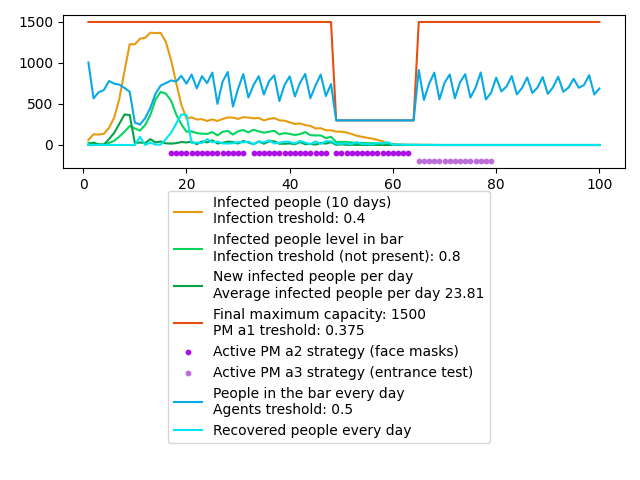 1500
1000
500
0
0
20
40
60
80
100
Infected people (10 days)
Infection treshold: 0.4
Infected people level in bar
Infection treshold (not present): 0.8
New infected people per day
Average infected people per day 23.81
Final maximum capacity: 1500
PM a1 treshold: 0.375
Active PM a2 strategy (face masks)
Active PM a3 strategy (entrance test)
People in the bar every day
Agents treshold: 0.5
Recovered people every day